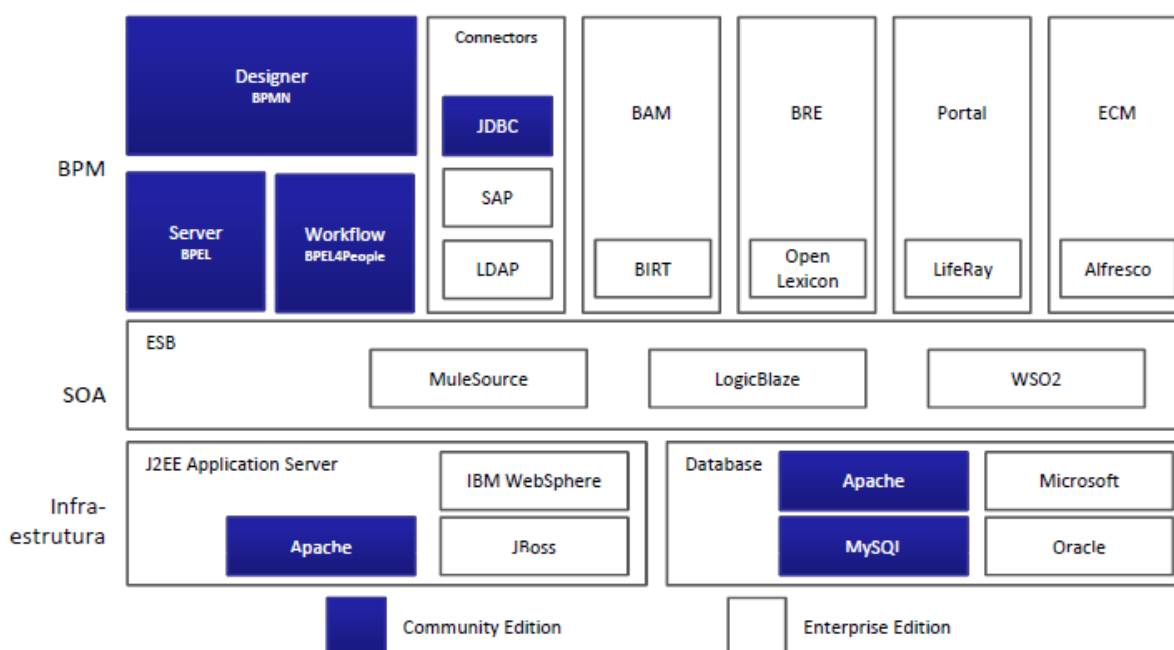 BPM
Designer
BPMN
Server
BPEL
Workflow
BPEL4People
Connectors
JDBC
SAP
LDAP
BAM
BIRT
BRE
Open
Lexicon
Portal
LifeRay
ECM
Alfresco
SOA
ESB
MuleSource
LogicBlaze
WSO2
Infra-
estrutura
J2EE Application Server
IBM WebSphere
Apache
JBoss
Database
Apache
Microsoft
MySQl
Oracle
Community Edition
Enterprise Edition